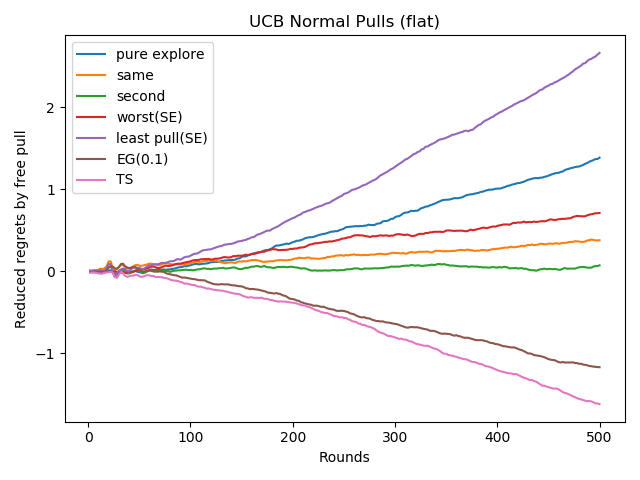 UCB Normal Pulls (flat)
pure explore
same
second
worst(SE)
least pull(SE)
EG(0.1)
TS
Reduced regrets by free pull
2
1
0
−1
0 100 200 300 400 500
Rounds